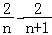 2/n - 2/(n+1)